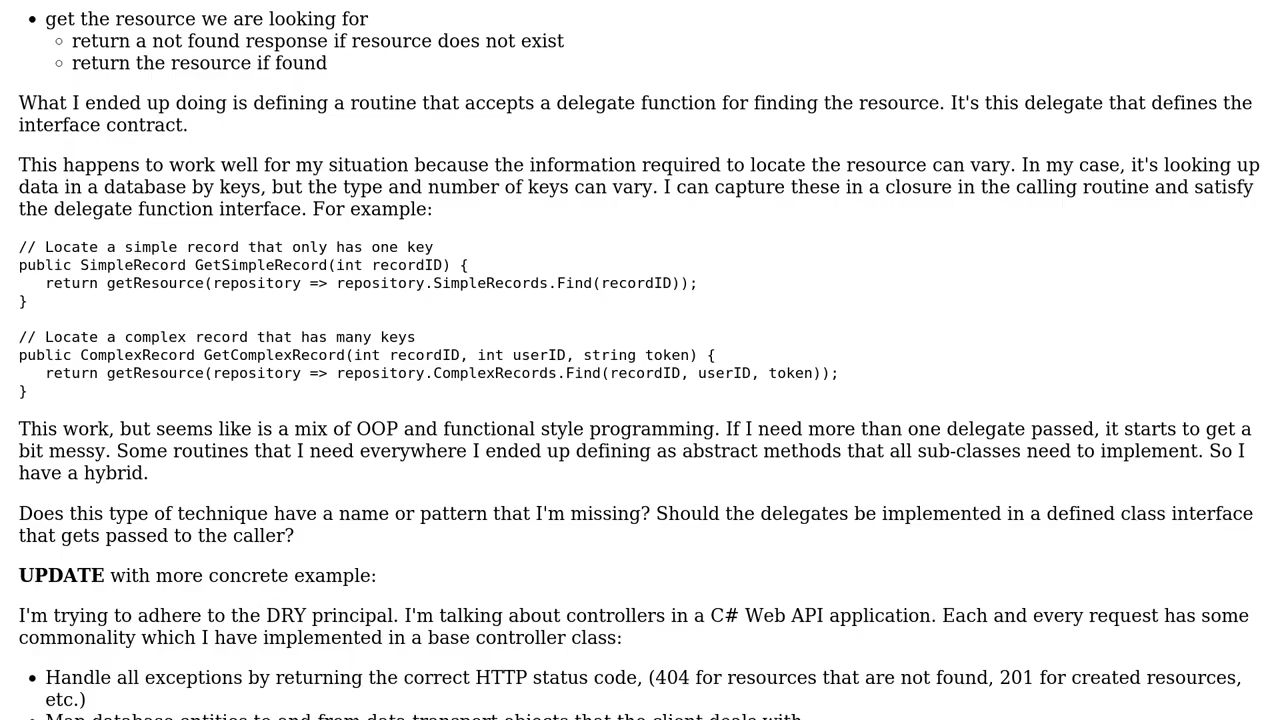 get the resource we are looking for
return a not found response if resource does not exist
return the resource if found
What I ended up doing is defining a routine that accepts a delegate function for finding the resource. It's this delegate that defines the
interface contract.
This happens to work well for my situation because the information required to locate the resource can vary. In my case, it's looking up
data in a database by keys, but the type and number of keys can vary. I can capture these in a closure in the calling routine and satisfy
the delegate function interface. For example:
// Locate a simple record that only has one key
public SimpleRecord GetSimpleRecord(int recordID) {
   return getResource(repository => repository.SimpleRecords.Find(recordID));
}
// Locate a complex record that has many keys
public ComplexRecord GetComplexRecord(int recordID, int userID, string token) {
   return getResource(repository => repository.ComplexRecords.Find(recordID, userID, token));
}
This work, but seems like is a mix of OOP and functional style programming. If I need more than one delegate passed, it starts to get a
bit messy. Some routines that I need everywhere I ended up defining as abstract methods that all sub-classes need to implement. So I
have a hybrid.
Does this type of technique have a name or pattern that I'm missing? Should the delegates be implemented in a defined class interface
that gets passed to the caller?
UPDATE with more concrete example:
I'm trying to adhere to the DRY principal. I'm talking about controllers in a C# Web API application. Each and every request has some
commonality which I have implemented in a base controller class:
Handle all exceptions by returning the correct HTTP status code, (404 for resources that are not found, 201 for created resources,
etc.)
Map database entities to and from data transport objects that the client deals with